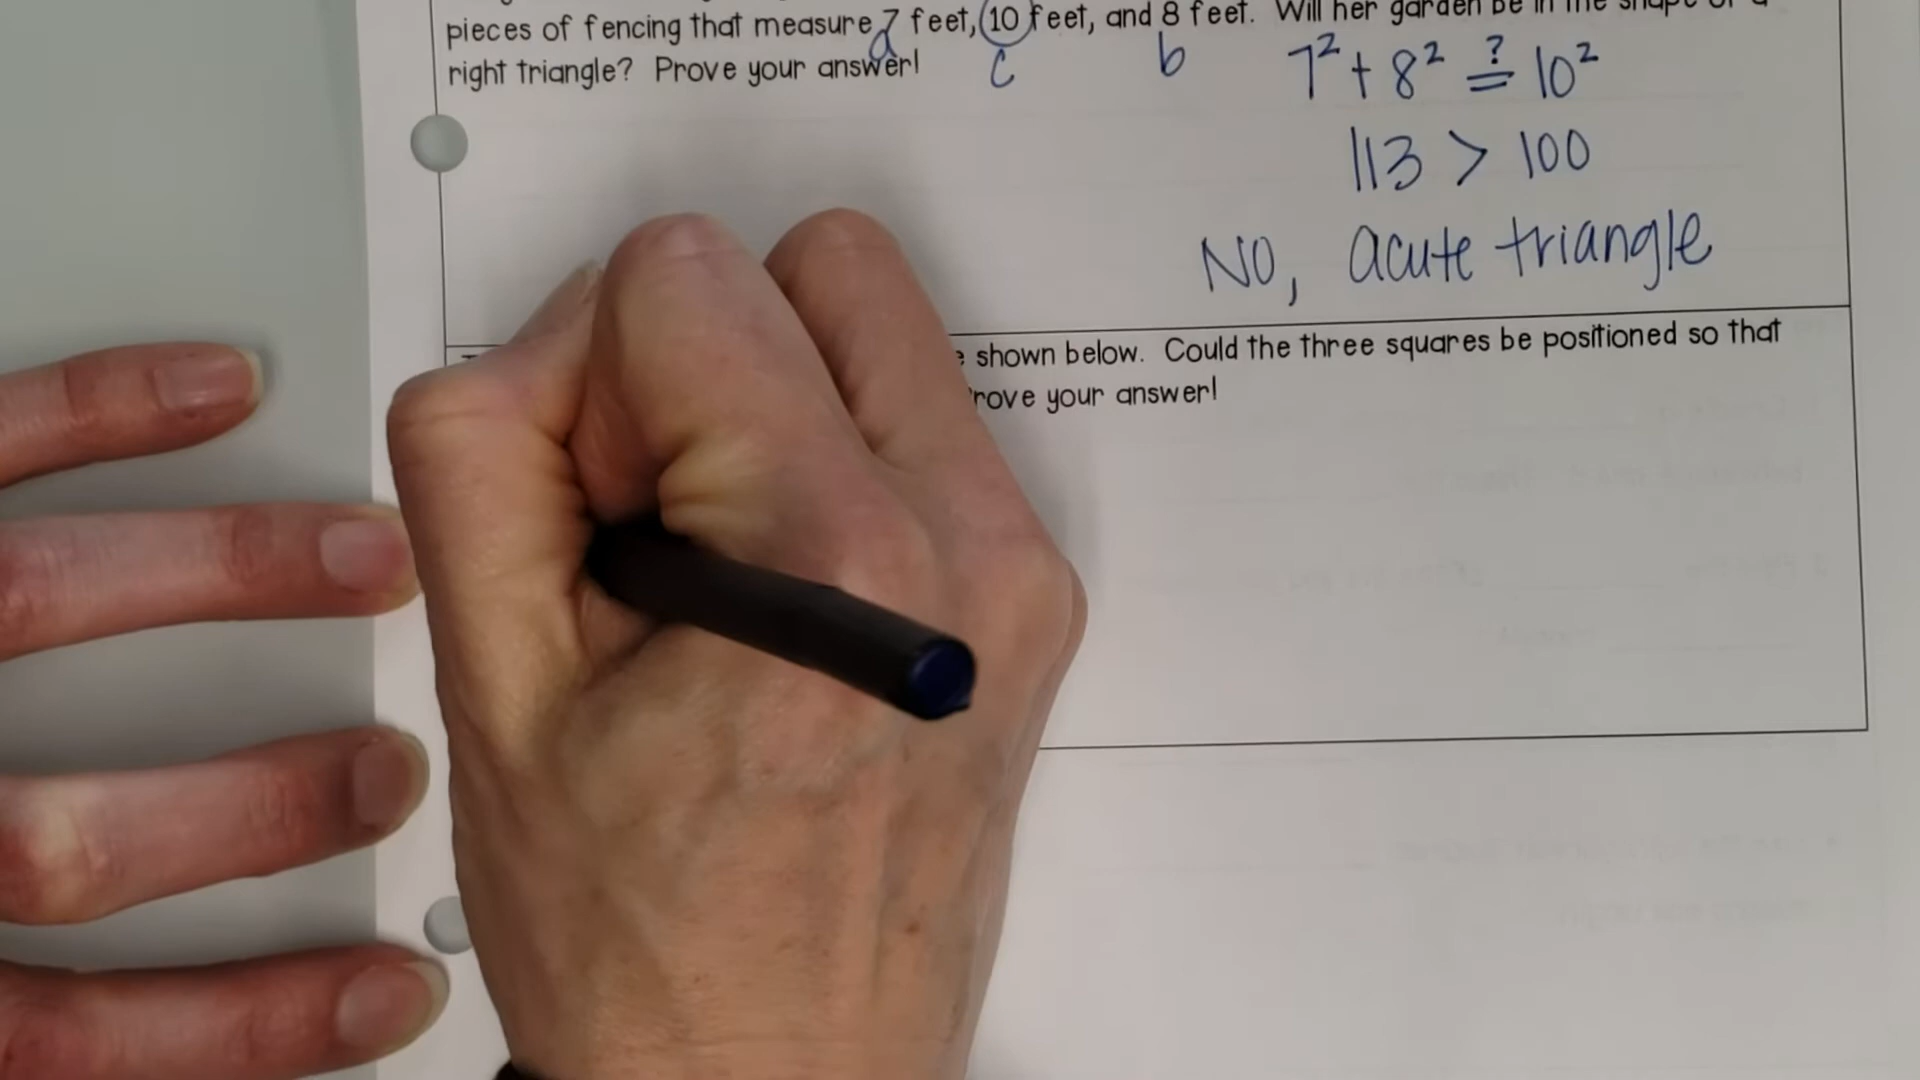 pieces of fencing that measure 7 feet, 10 feet, and 8 feet. Will her garden be in the shape of a
right triangle? Prove your answer!
a
c
b
7² + 8² ≟ 10²
113 > 100
No, acute triangle
shown below. Could the three squares be positioned so that
your answer!